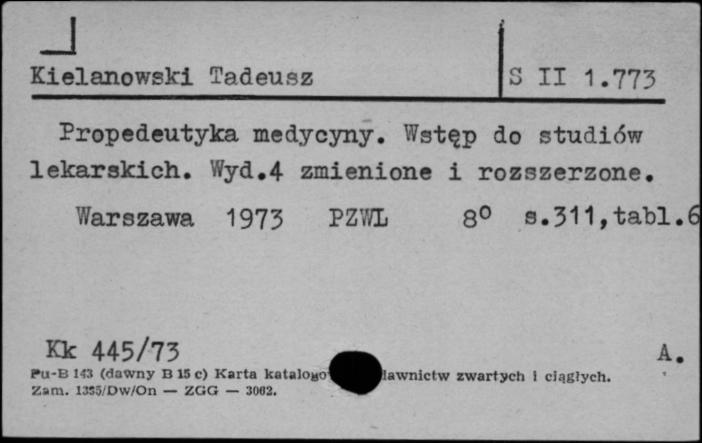 Kielanowski Tadeusz S II 1.773
Propedeutyka medycyny. Wstęp do studiów
lekarskich. Wyd.4 zmienione i rozszerzone.
Warszawa 1973 PZWL 8° s.311,tabl.6
Kk 445/73 A.
Pu-B 143 (dawny B 15 c) Karta katalogo lawnictw zwartych i ciągłych.
Zam. 1355/Dw/On — ZGG — 3062.